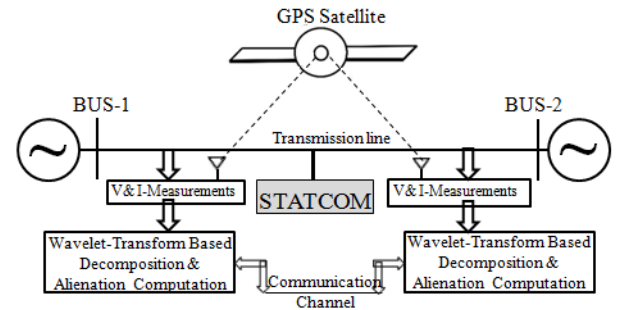 GPS Satellite
BUS-1
BUS-2
Transmission line
V&I-Measurements
STATCOM
V&I-Measurements
Wavelet-Transform Based
Decomposition &
Alienation Computation
Communication
Channel
Wavelet-Transform Based
Decomposition &
Alienation Computation